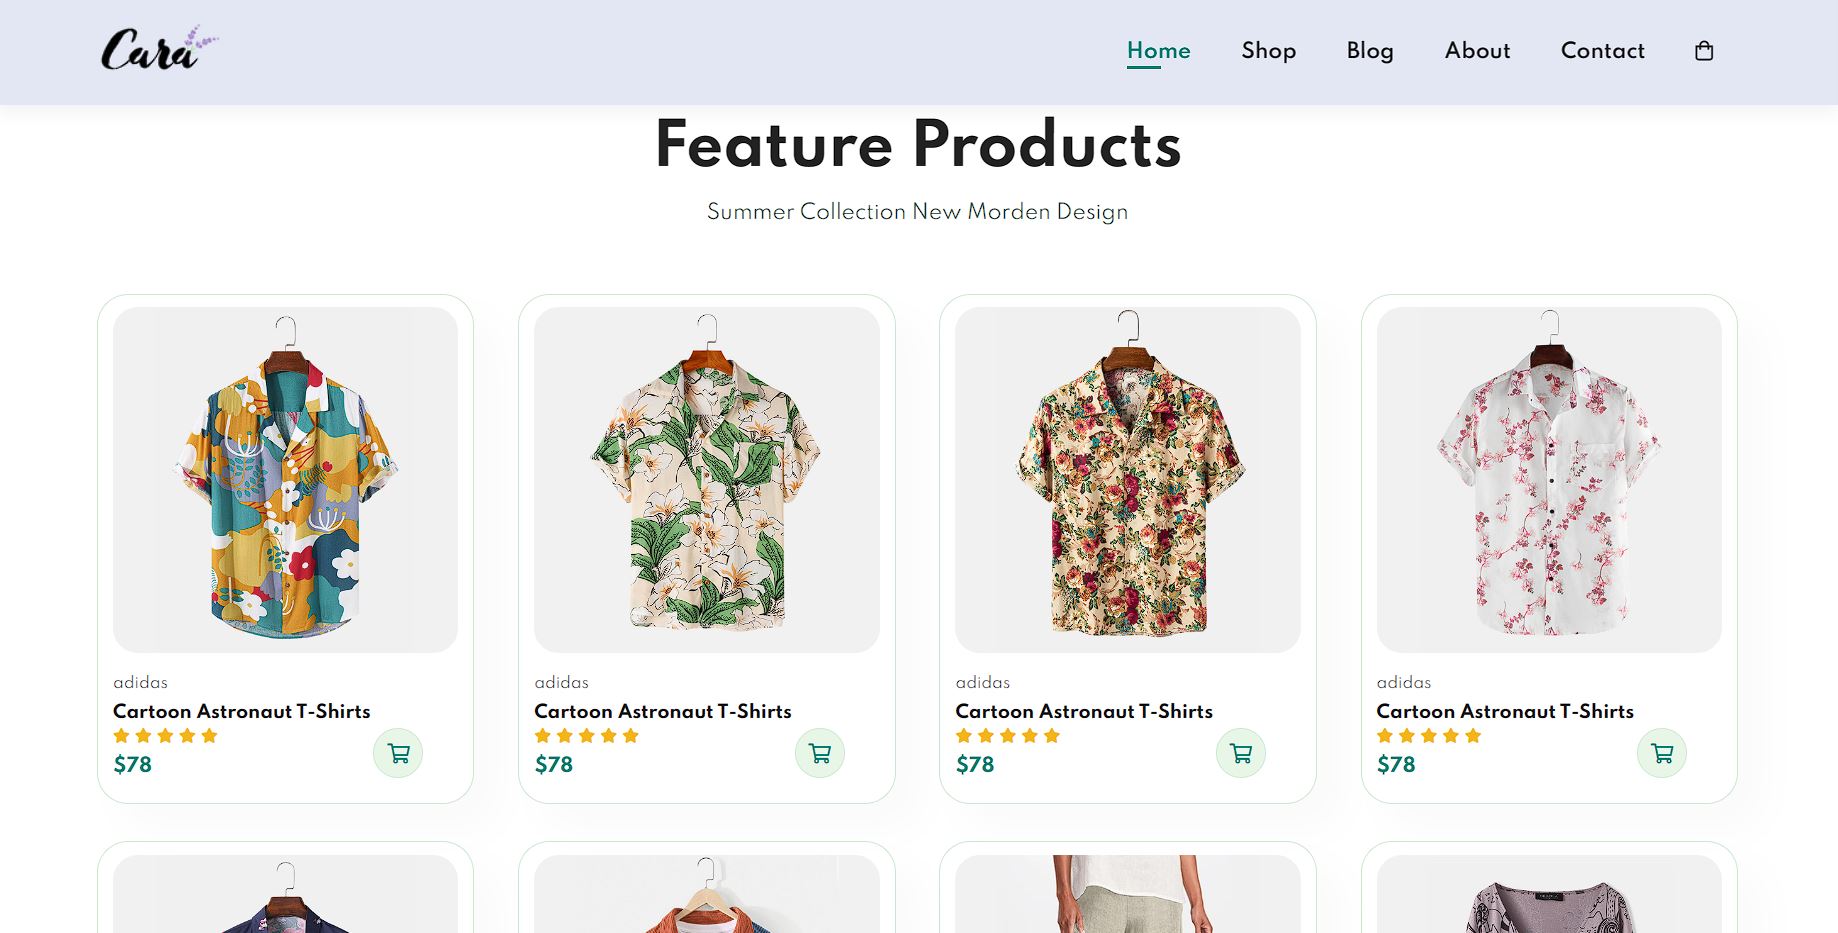 Cara
Home Shop Blog About Contact
Feature Products
Summer Collection New Morden Design
adidas
Cartoon Astronaut T-Shirts
$78
adidas
Cartoon Astronaut T-Shirts
$78
adidas
Cartoon Astronaut T-Shirts
$78
adidas
Cartoon Astronaut T-Shirts
$78